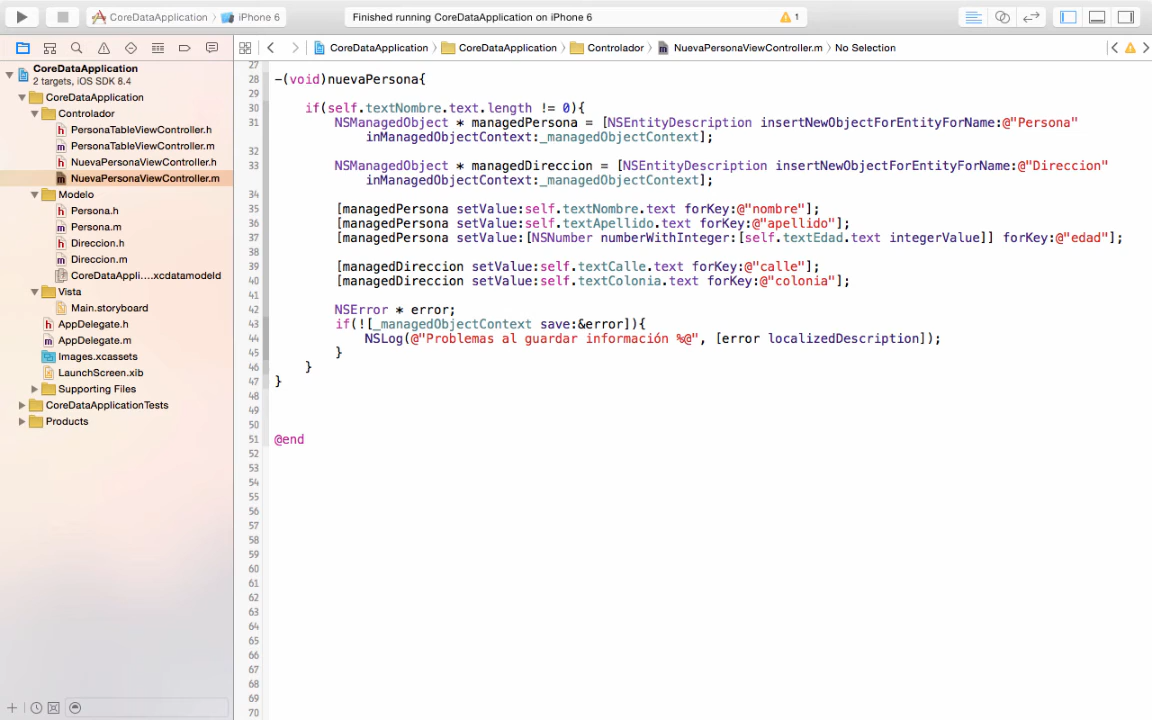 CoreDataApplication 〉 iPhone 6
Finished running CoreDataApplication on iPhone 6
1
CoreDataApplication 〉 CoreDataApplication 〉 Controlador 〉 NuevaPersonaViewController.m 〉 No Selection
CoreDataApplication
2 targets, iOS SDK 8.4
CoreDataApplication
Controlador
h PersonaTableViewController.h
m PersonaTableViewController.m
h NuevaPersonaViewController.h
m NuevaPersonaViewController.m
Modelo
h Persona.h
m Persona.m
h Direccion.h
m Direccion.m
CoreDataAppli....xcdatamodeld
Vista
Main.storyboard
h AppDelegate.h
m AppDelegate.m
Images.xcassets
LaunchScreen.xib
Supporting Files
CoreDataApplicationTests
Products
27
28 -(void)nuevaPersona{
29
30 if(self.textNombre.text.length != 0){
31 NSManagedObject * managedPersona = [NSEntityDescription insertNewObjectForEntityForName:@"Persona"
inManagedObjectContext:_managedObjectContext];
32
33 NSManagedObject * managedDireccion = [NSEntityDescription insertNewObjectForEntityForName:@"Direccion"
inManagedObjectContext:_managedObjectContext];
34
35 [managedPersona setValue:self.textNombre.text forKey:@"nombre"];
36 [managedPersona setValue:self.textApellido.text forKey:@"apellido"];
37 [managedPersona setValue:[NSNumber numberWithInteger:[self.textEdad.text integerValue]] forKey:@"edad"];
38
39 [managedDireccion setValue:self.textCalle.text forKey:@"calle"];
40 [managedDireccion setValue:self.textColonia.text forKey:@"colonia"];
41
42 NSError * error;
43 if(![_managedObjectContext save:&error]){
44 NSLog(@"Problemas al guardar información %@", [error localizedDescription]);
45 }
46 }
47 }
48
49
50
51 @end
52
53
54
55
56
57
58
59
60
61
62
63
64
65
66
67
68
69
70